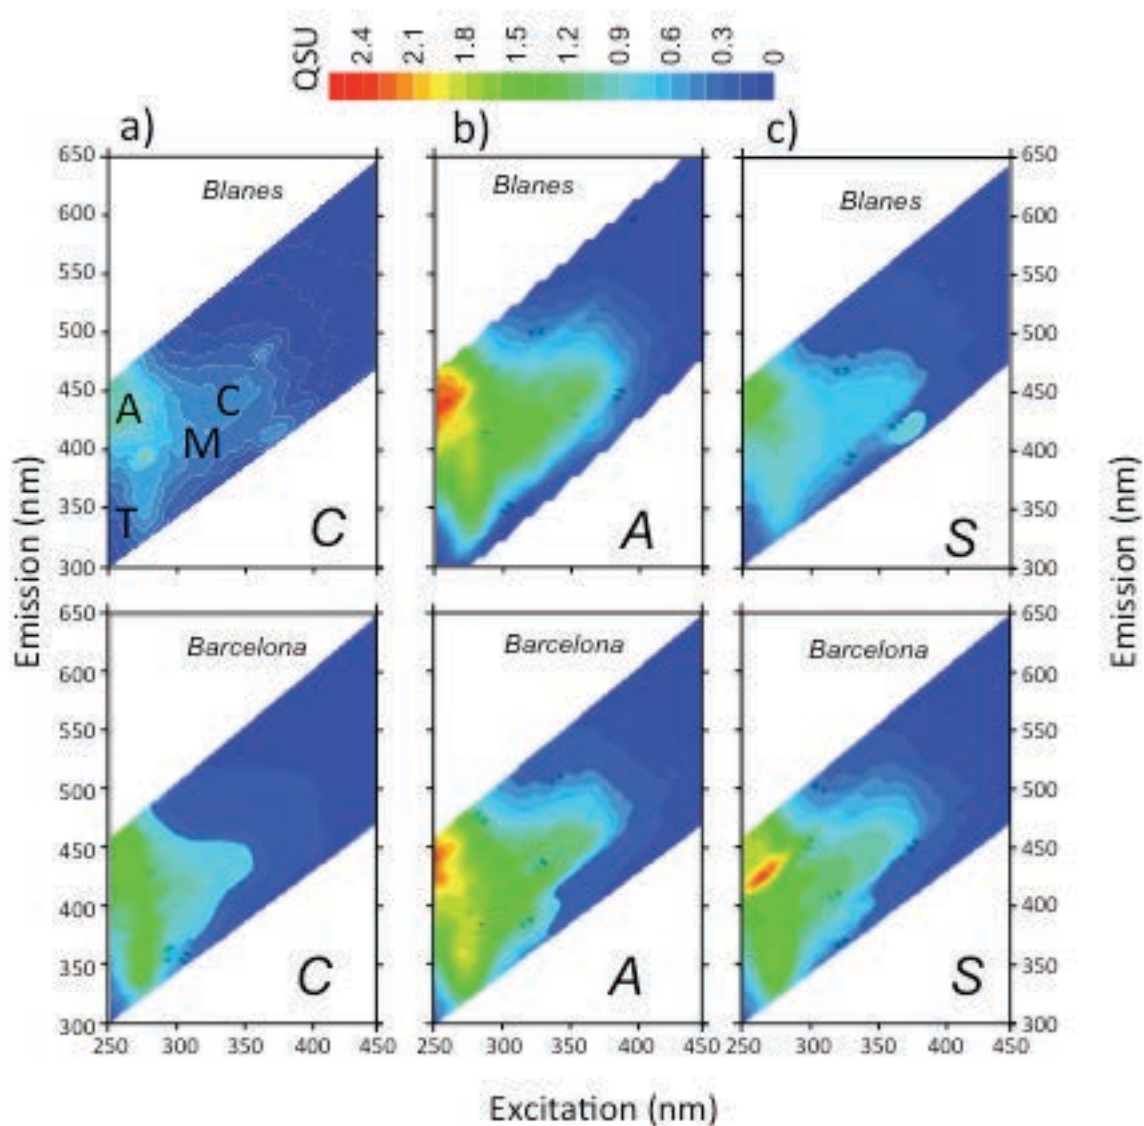 QSU
2.4 2.1 1.8 1.5 1.2 0.9 0.6 0.3 0
a) b) c)
650 650
Blanes Blanes Blanes
600 600
550 550
500 500
450 450
A C
400 M 400
350 350
T C A S
300 300
Emission (nm) Emission (nm)
650 650
Barcelona Barcelona Barcelona
600 600
550 550
500 500
450 450
400 400
350 350
C A S
300 300
250 300 350 450 250 300 350 400 450 250 300 350 400 450
Excitation (nm)